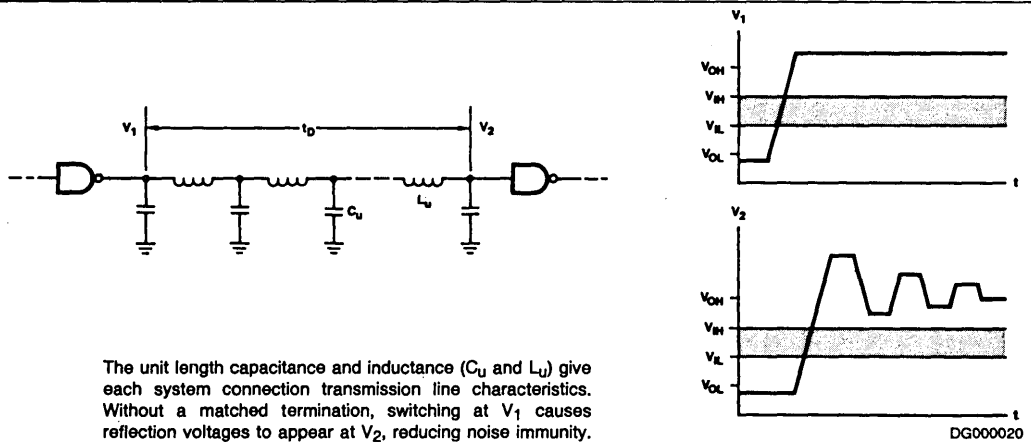 V1 tD V2
Cu
Lu
The unit length capacitance and inductance (Cu and Lu) give
each system connection transmission line characteristics.
Without a matched termination, switching at V1 causes
reflection voltages to appear at V2, reducing noise immunity.
V1
VOH
VIH
VIL
VOL
t
V2
VOH
VIH
VIL
VOL
t
DG000020